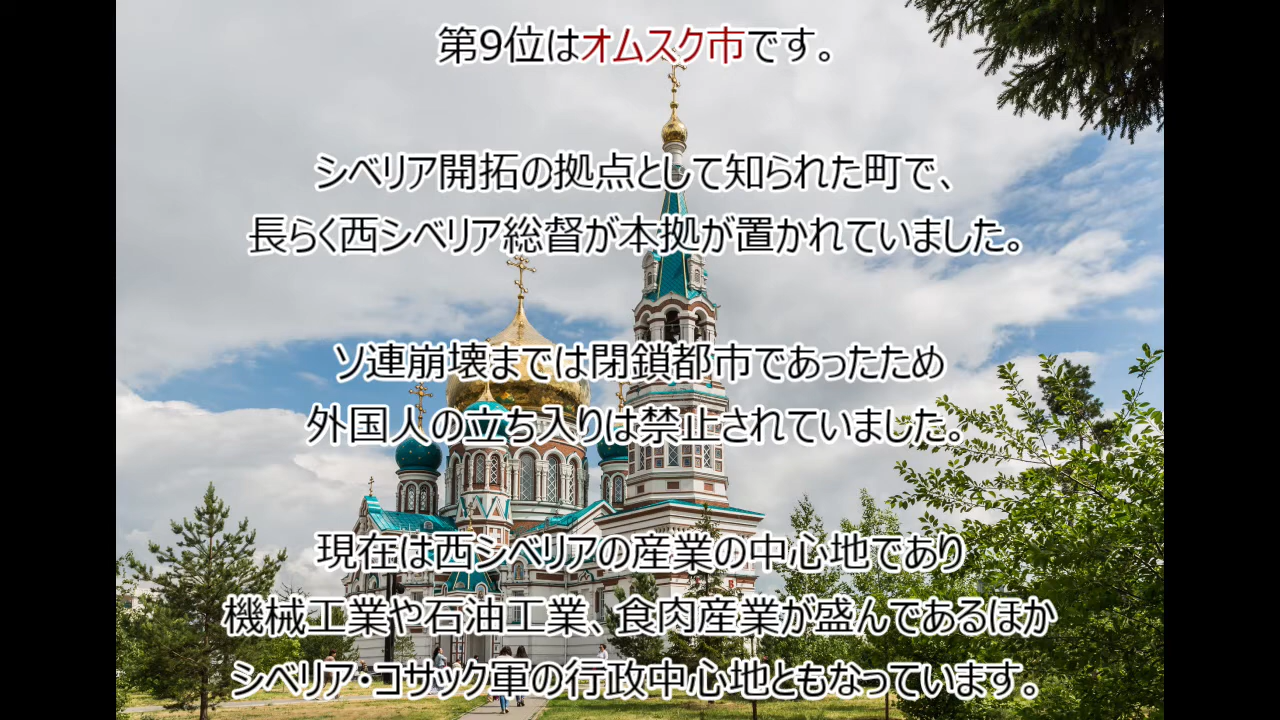 第9位はオムスク市です。
シベリア開拓の拠点として知られた町で、
長らく西シベリア総督が本拠が置かれていました。
ソ連崩壊までは閉鎖都市であったため
外国人の立ち入りは禁止されていました。
現在は西シベリアの産業の中心地であり
機械工業や石油工業、食肉産業が盛んであるほか
シベリア・コサック軍の行政中心地ともなっています。